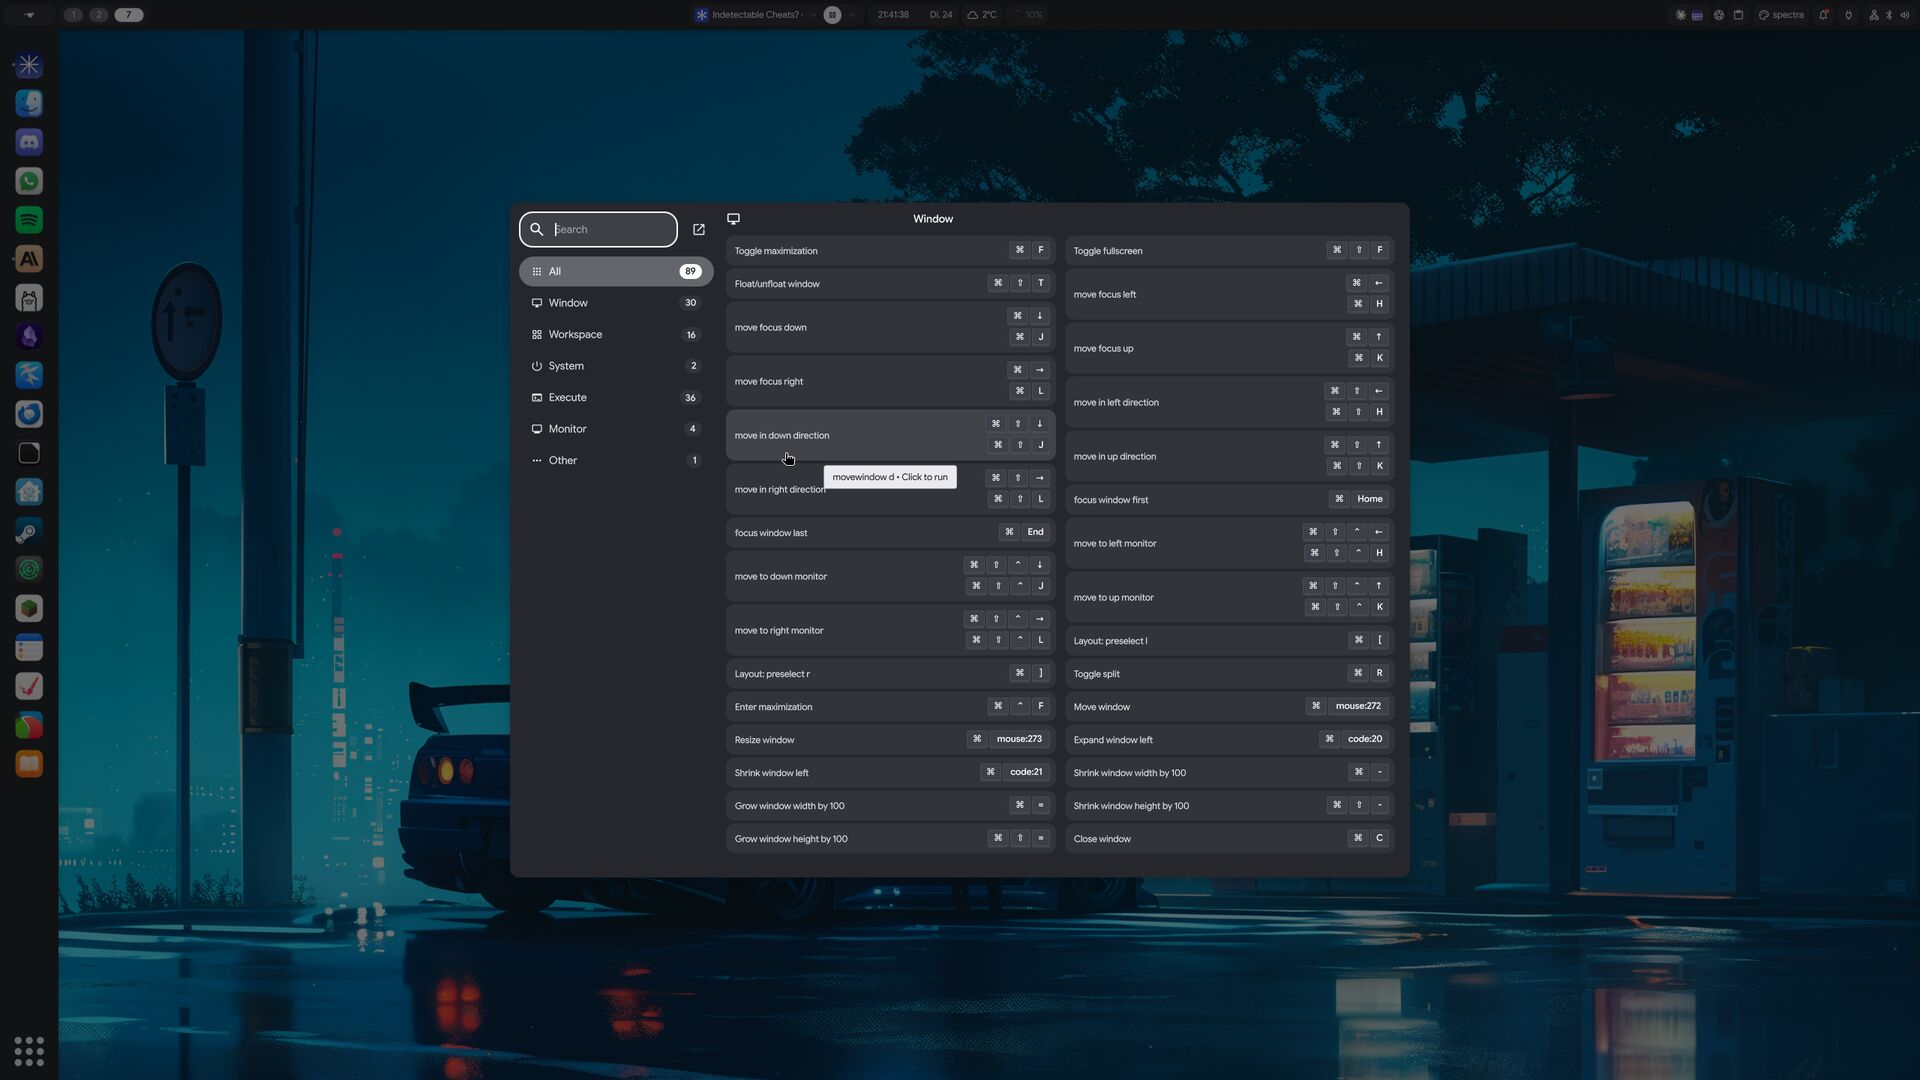 1
2
7
Indetectable Cheats? ·
21:41:38
Di. 24
2°C
10%
spectra
Search
All
89
Window
30
Workspace
16
System
2
Execute
36
Monitor
4
Other
1
Window
Toggle maximization
⌘ F
Toggle fullscreen
⌘ ⇧ F
Float/unfloat window
⌘ ⇧ T
move focus left
⌘ ←
⌘ H
move focus down
⌘ ↓
⌘ J
move focus up
⌘ ↑
⌘ K
move focus right
⌘ →
⌘ L
move in left direction
⌘ ⇧ ←
⌘ ⇧ H
move in down direction
⌘ ⇧ ↓
⌘ ⇧ J
move in up direction
⌘ ⇧ ↑
⌘ ⇧ K
movewindow d • Click to run
move in right direction
⌘ ⇧ →
⌘ ⇧ L
focus window first
⌘ Home
focus window last
⌘ End
move to left monitor
⌘ ⇧ ⌃ ←
⌘ ⇧ ⌃ H
move to down monitor
⌘ ⇧ ⌃ ↓
⌘ ⇧ ⌃ J
move to up monitor
⌘ ⇧ ⌃ ↑
⌘ ⇧ ⌃ K
move to right monitor
⌘ ⇧ ⌃ →
⌘ ⇧ ⌃ L
Layout: preselect l
⌘ [
Layout: preselect r
⌘ ]
Toggle split
⌘ R
Enter maximization
⌘ ⌃ F
Move window
⌘ mouse:272
Resize window
⌘ mouse:273
Expand window left
⌘ code:20
Shrink window left
⌘ code:21
Shrink window width by 100
⌘ -
Grow window width by 100
⌘ =
Shrink window height by 100
⌘ ⇧ -
Grow window height by 100
⌘ ⇧ =
Close window
⌘ C